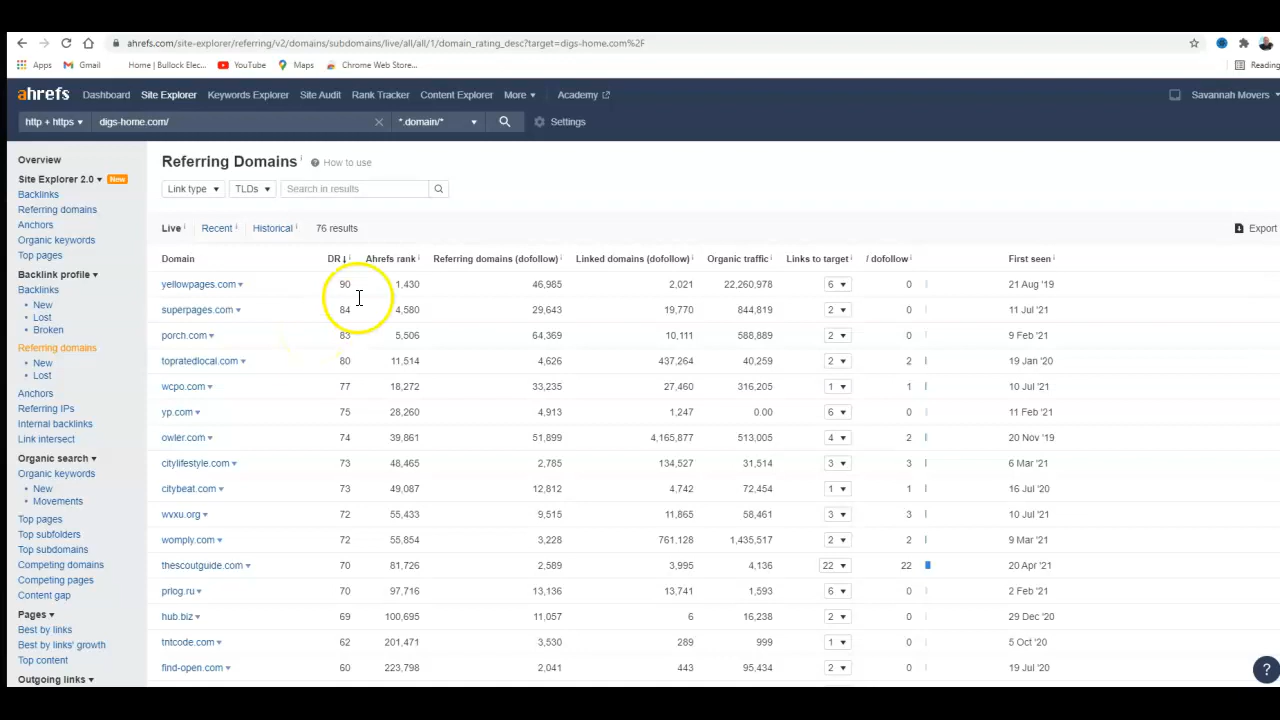 ahrefs.com/site-explorer/referring/v2/domains/subdomains/live/all/all/1/domain_rating_desc?target=digs-home.com%2F
Apps Gmail Home | Bullock Elec... YouTube Maps Chrome Web Store... Reading
ahrefs Dashboard Site Explorer Keywords Explorer Site Audit Rank Tracker Content Explorer More Academy Savannah Movers
http + https digs-home.com/ *.domain/* Settings
Overview
Site Explorer 2.0 New
Backlinks
Referring domains
Anchors
Organic keywords
Top pages
Backlink profile
Backlinks
New
Lost
Broken
Referring domains
New
Lost
Anchors
Referring IPs
Internal backlinks
Link intersect
Organic search
Organic keywords
New
Movements
Top pages
Top subfolders
Top subdomains
Competing domains
Competing pages
Content gap
Pages
Best by links
Best by links' growth
Top content
Outgoing links
Referring Domains i ? How to use
Link type TLDs Search in results
Live i Recent i Historical i 76 results Export
Domain DR↓ i Ahrefs rank i Referring domains (dofollow) i Linked domains (dofollow) i Organic traffic i Links to target i / dofollow i First seen i
yellowpages.com 90 1,430 46,985 2,021 22,260,978 6 0 21 Aug '19
superpages.com 84 4,580 29,643 19,770 844,819 2 0 11 Jul '21
porch.com 83 5,506 64,369 10,111 588,889 2 0 9 Feb '21
topratedlocal.com 80 11,514 4,626 437,264 40,259 2 2 19 Jan '20
wcpo.com 77 18,272 33,235 27,460 316,205 1 1 10 Jul '21
yp.com 75 28,260 4,913 1,247 0.00 6 0 11 Feb '21
owler.com 74 39,861 51,899 4,165,877 513,005 4 2 20 Nov '19
citylifestyle.com 73 48,465 2,785 134,527 31,514 3 3 6 Mar '21
citybeat.com 73 49,087 12,812 4,742 72,454 1 1 16 Jul '20
wvxu.org 72 55,433 9,515 11,865 58,461 3 3 10 Jul '21
womply.com 72 55,854 3,228 761.128 1,435,517 2 2 9 Mar '21
thescoutguide.com 70 81,726 2,589 3,995 4,136 22 22 20 Apr '21
prlog.ru 70 97,716 13,136 13,741 1,593 6 0 2 Feb '21
hub.biz 69 100,695 11,057 6 16,238 2 0 29 Dec '20
tntcode.com 62 201,471 3,530 289 999 1 0 5 Oct '20
find-open.com 60 223,798 2,041 443 95,434 2 0 19 Jul '20
?